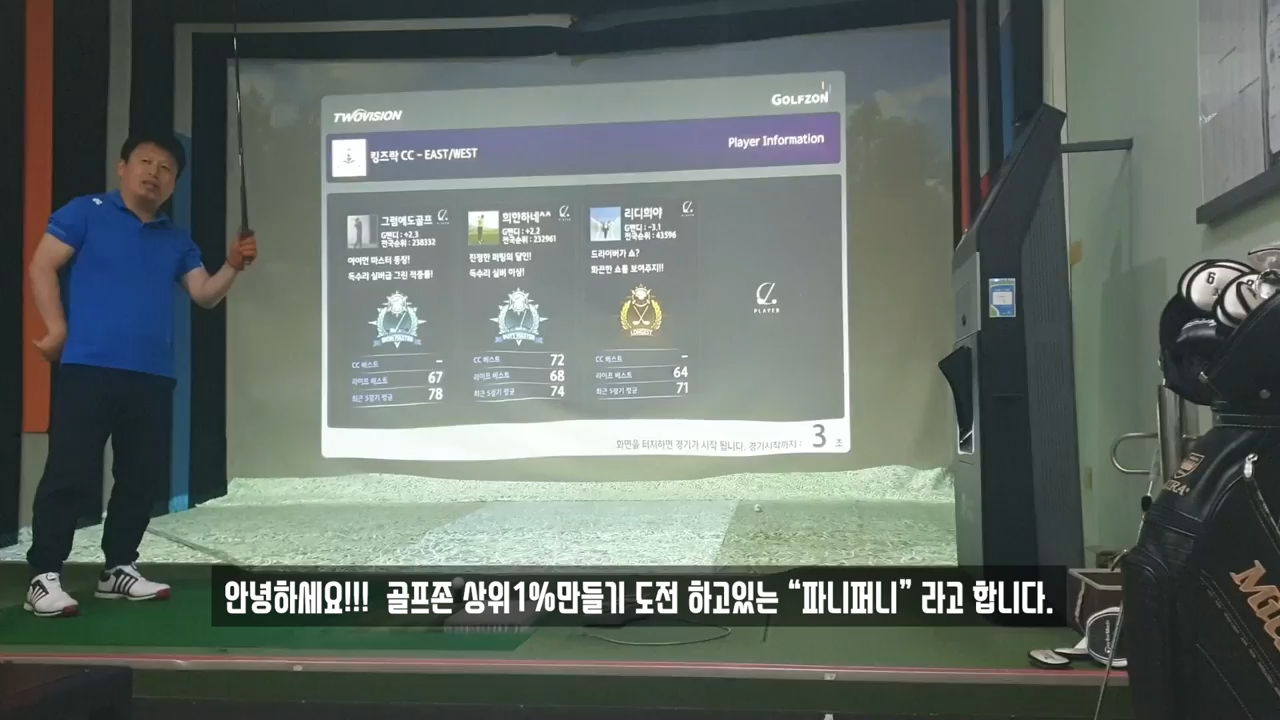 TWOVISION
GOLFZON
킹즈락 CC - EAST/WEST
Player Information
그럼에도골프
G핸디 : +2.3
전국순위 : 238332
아이언 마스터 등장!
독수리 실버급 그린 적중률!
IRON MASTER
CC 베스트 -
라이프 베스트 67
최근 5경기 평균 78
희한하네^^
G핸디 : +2.2
전국순위 : 232961
진정한 퍼팅의 달인!
독수리 실버 이상!
PUTT MASTER
CC 베스트 72
라이프 베스트 68
최근 5경기 평균 74
리디희야
G핸디 : -3.1
전국순위 : 43596
드라이버가 쇼?
화끈한 쇼를 보여주지!!
LONGEST
CC 베스트 -
라이프 베스트 64
최근 5경기 평균 71
PLAYER
화면을 터치하면 경기가 시작 됩니다. 경기시작까지 : 3 초
6
안녕하세요!!! 골프존 상위1%만들기 도전 하고있는 “파니퍼니” 라고 합니다.